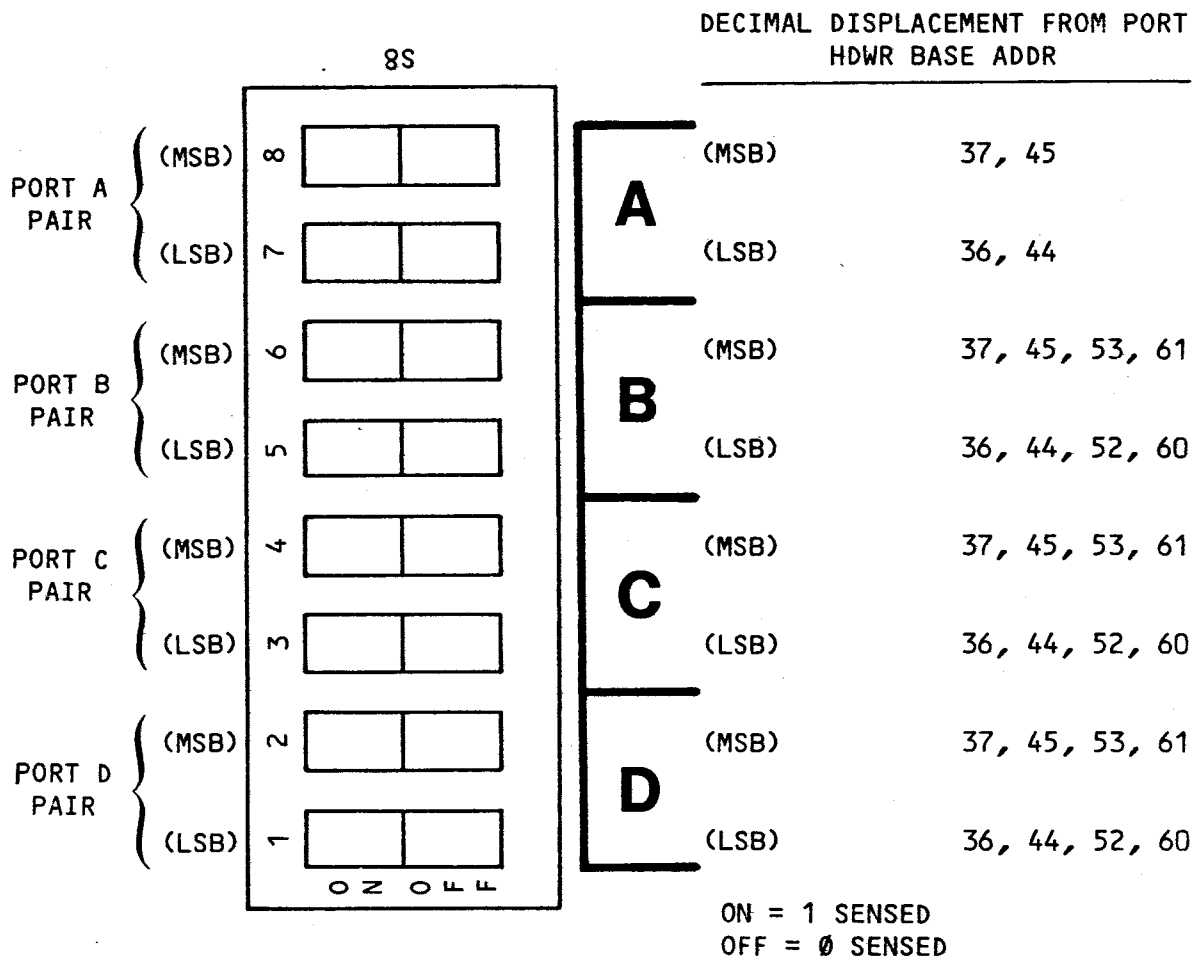 DECIMAL DISPLACEMENT FROM PORT
HDWR BASE ADDR
S8
PORT A
PAIR
(MSB) 8
(LSB) 7
A
(MSB) 37, 45
(LSB) 36, 44
PORT B
PAIR
(MSB) 6
(LSB) 5
B
(MSB) 37, 45, 53, 61
(LSB) 36, 44, 52, 60
PORT C
PAIR
(MSB) 4
(LSB) 3
C
(MSB) 37, 45, 53, 61
(LSB) 36, 44, 52, 60
PORT D
PAIR
(MSB) 2
(LSB) 1
D
(MSB) 37, 45, 53, 61
(LSB) 36, 44, 52, 60
ON OFF
ON = 1 SENSED
OFF = Ø SENSED